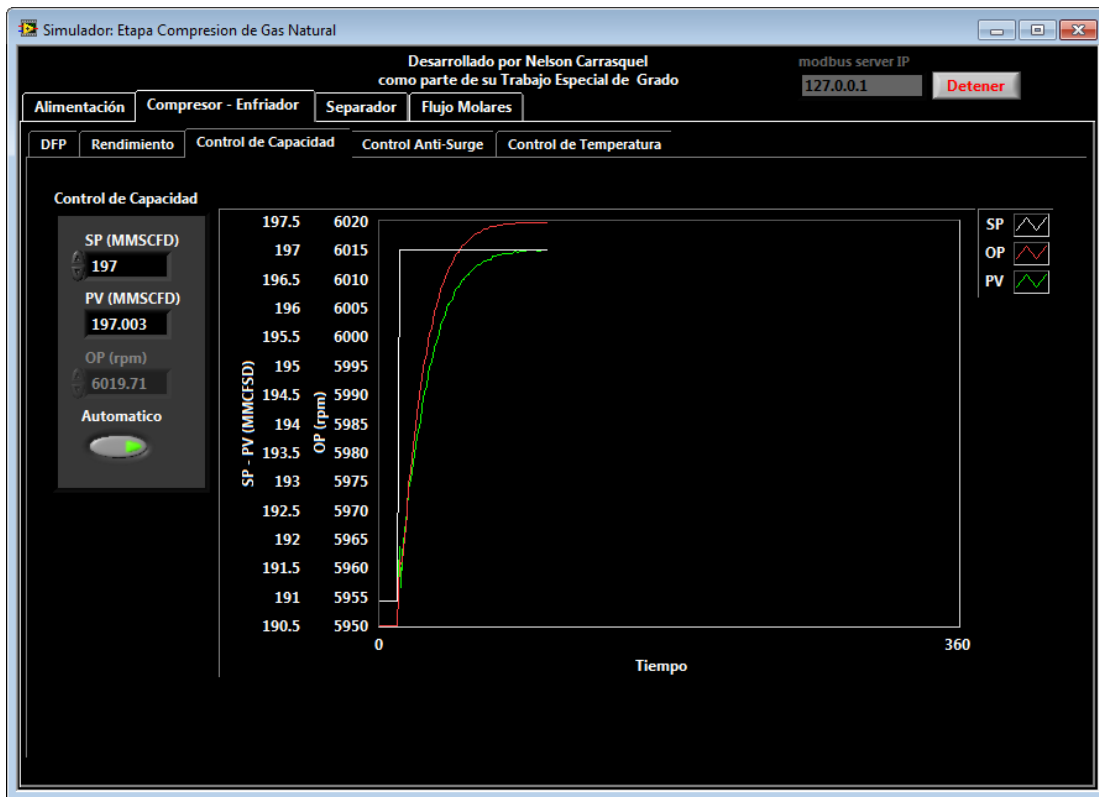 Simulador: Etapa Compresion de Gas Natural
Desarrollado por Nelson Carrasquel
como parte de su Trabajo Especial de Grado
modbus server IP
127.0.0.1
Detener
Alimentación
Compresor - Enfriador
Separador
Flujo Molares
DFP
Rendimiento
Control de Capacidad
Control Anti-Surge
Control de Temperatura
Control de Capacidad
SP (MMSCFD)
197
PV (MMSCFD)
197.003
OP (rpm)
6019.71
Automatico
SP - PV (MMCFSD)
197.5
197
196.5
196
195.5
195
194.5
194
193.5
193
192.5
192
191.5
191
190.5
OP (rpm)
6020
6015
6010
6005
6000
5995
5990
5985
5980
5975
5970
5965
5960
5955
5950
0
360
Tiempo
SP
OP
PV